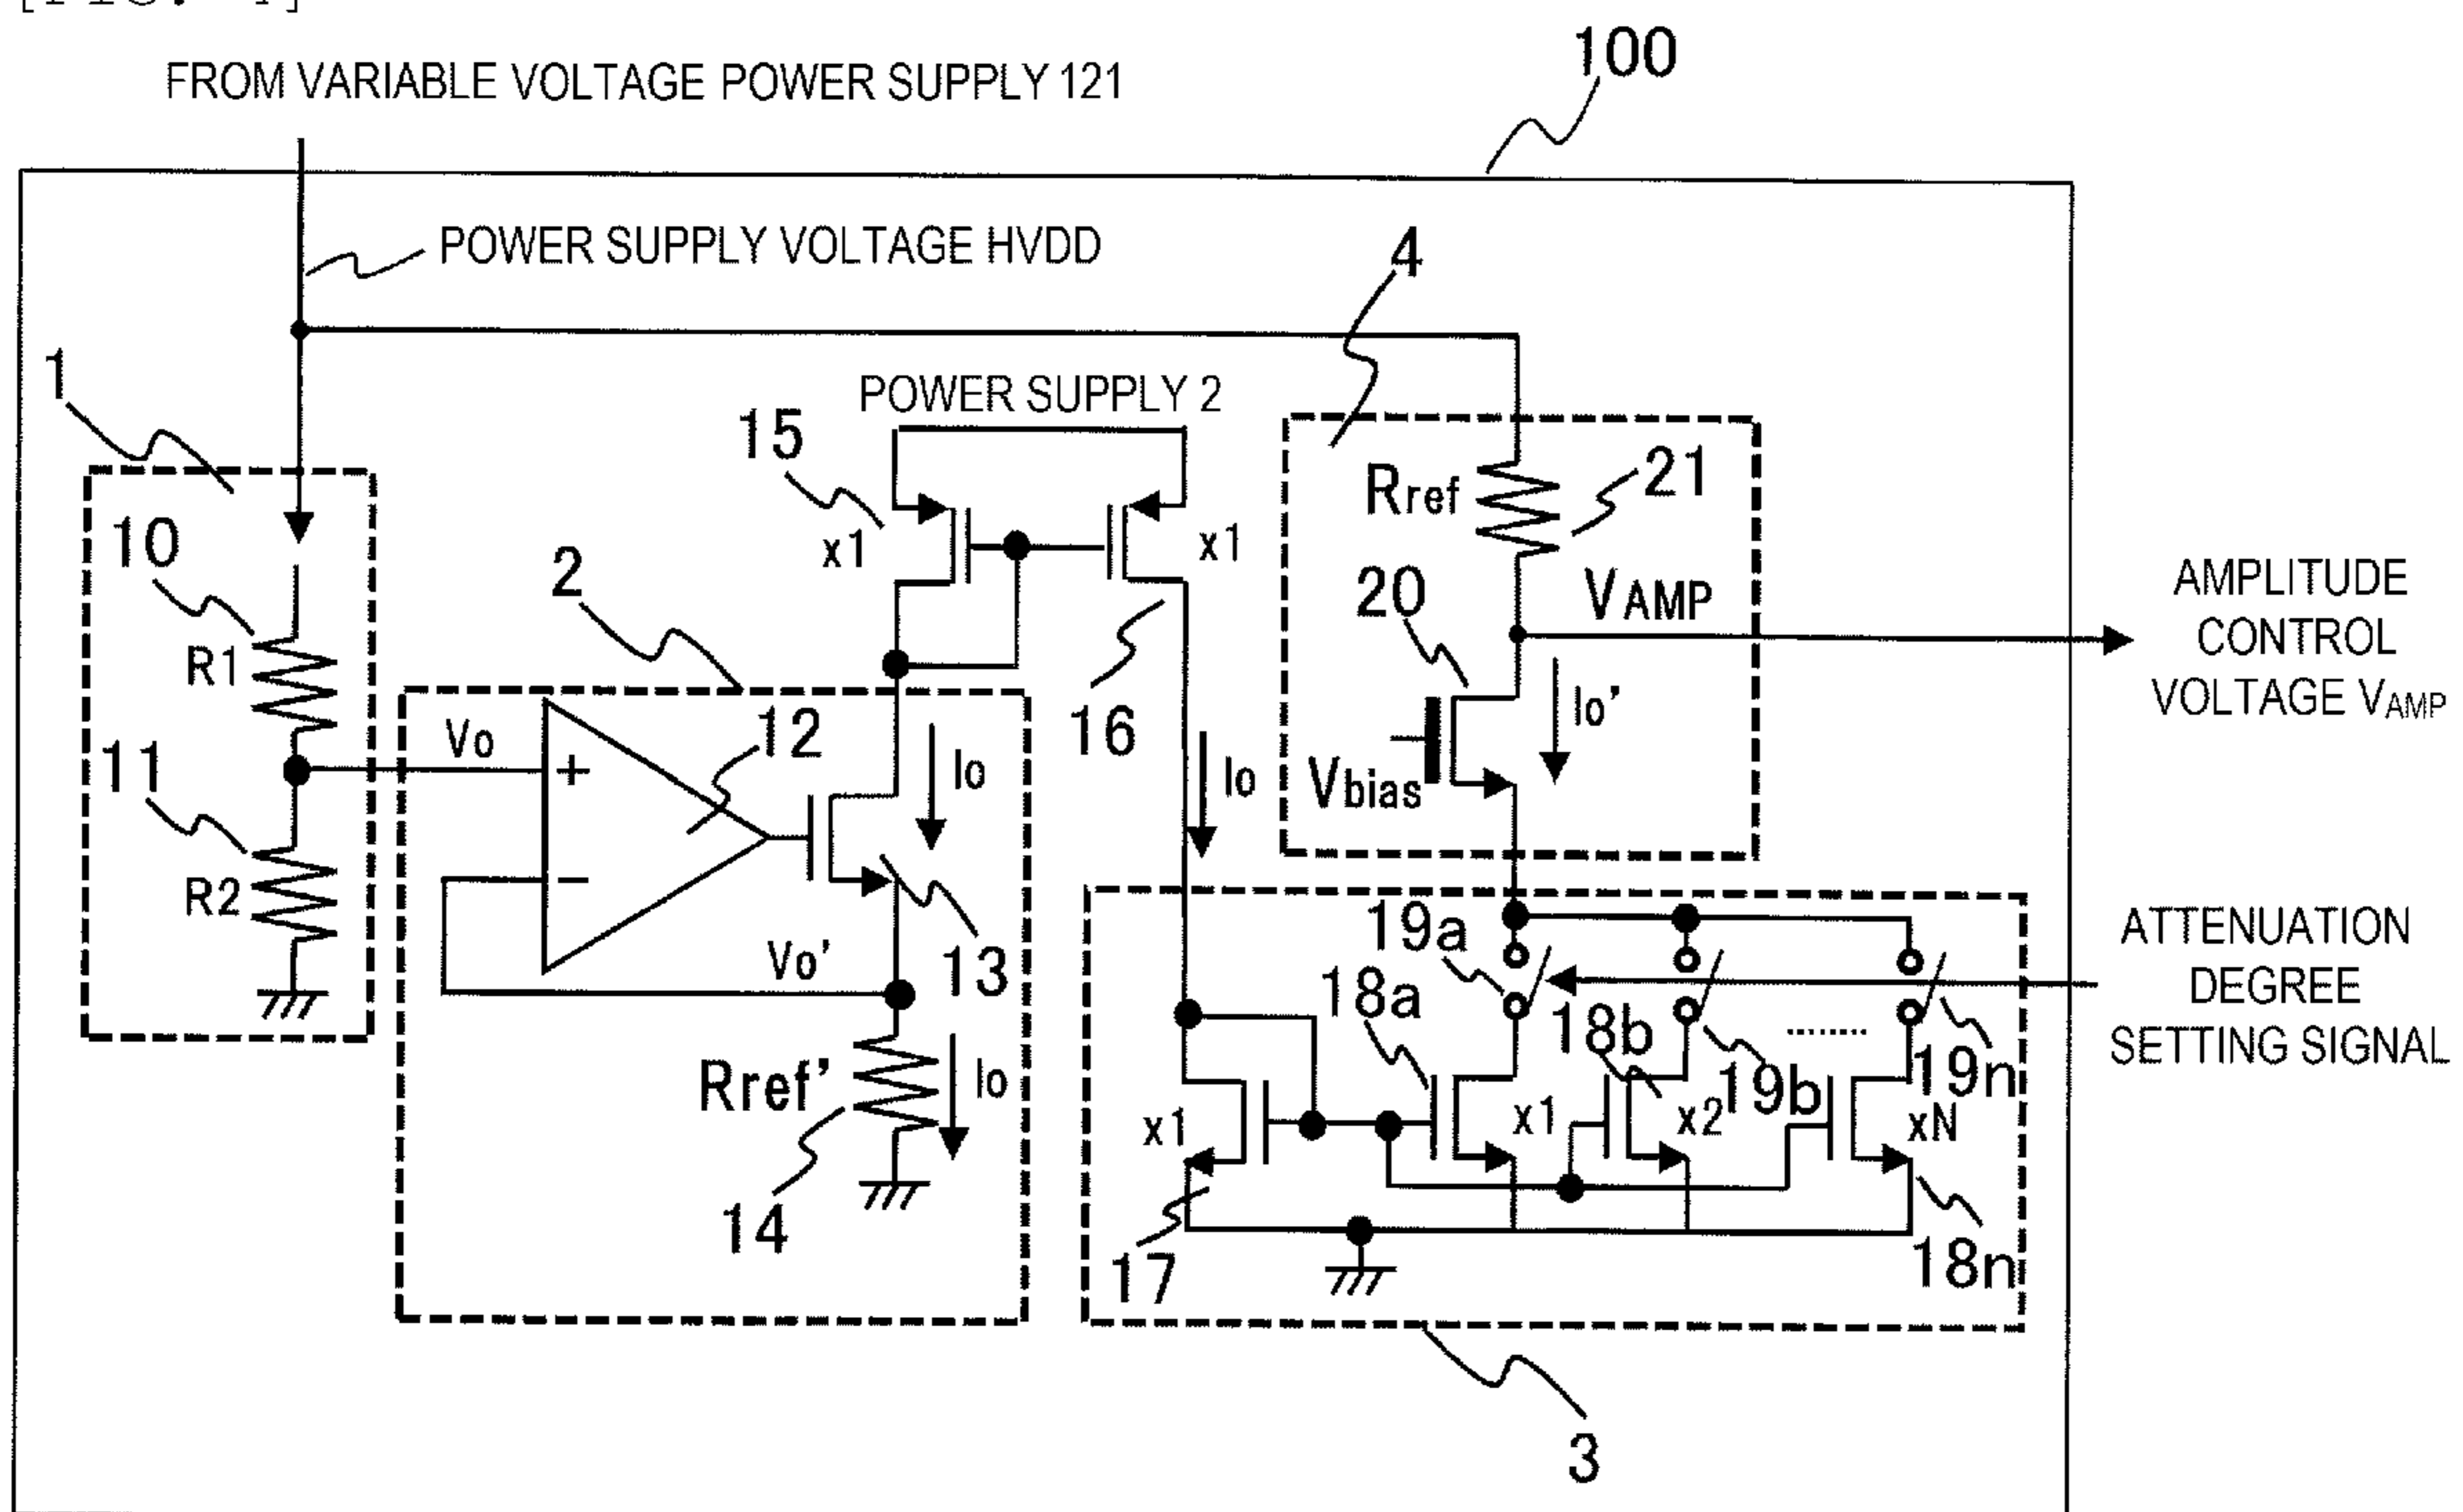 [FIG. 4]
100
FROM VARIABLE VOLTAGE POWER SUPPLY 121
POWER SUPPLY VOLTAGE HVDD
4
1
POWER SUPPLY 2
15
Rref
21
10
x1
x1
2
20
VAMP
AMPLITUDE
CONTROL
VOLTAGE VAMP
R1
16
12
11
Vo
+
Io
Io
Io'
Vbias
R2
−
19a
ATTENUATION
DEGREE
SETTING SIGNAL
Vo'
13
18a
18b
........
19b
19n
Rref'
Io
x1
x1
x2
xN
14
17
18n
3